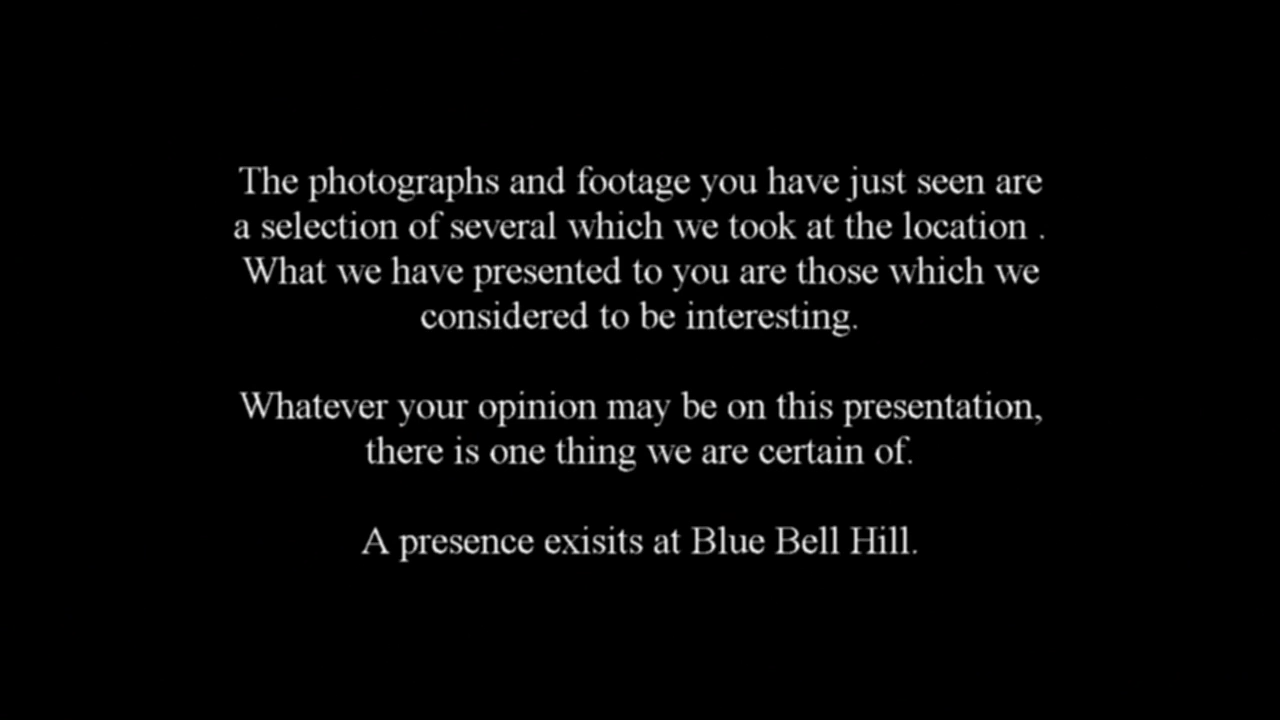 The photographs and footage you have just seen are
a selection of several which we took at the location .
What we have presented to you are those which we
considered to be interesting.
Whatever your opinion may be on this presentation,
there is one thing we are certain of.
A presence exisits at Blue Bell Hill.